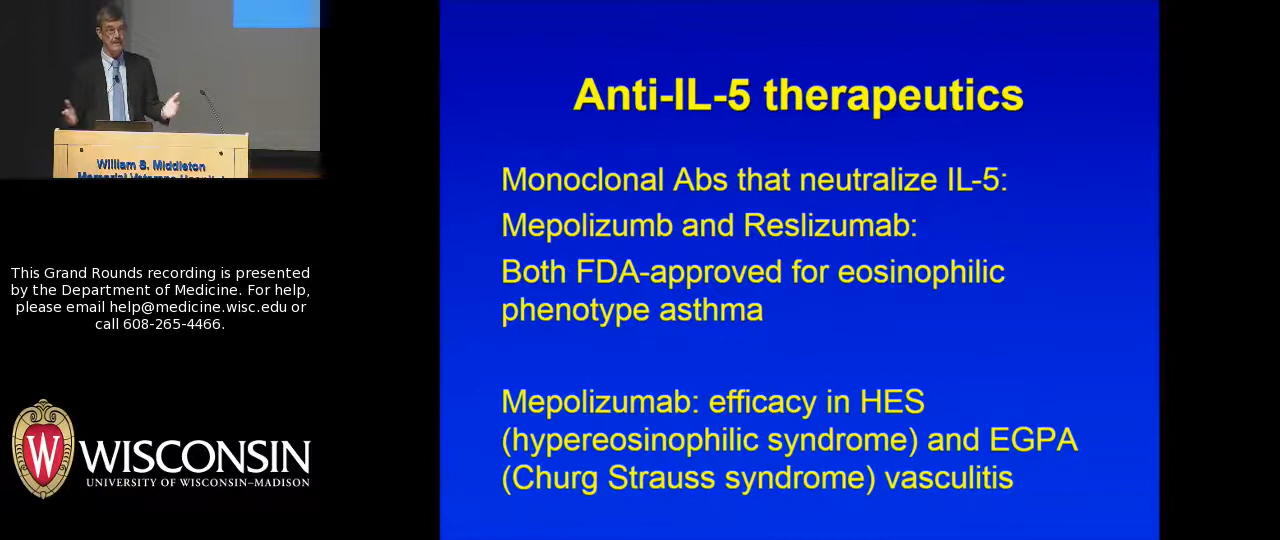 William S. Middleton
Memorial Veterans Hospital
This Grand Rounds recording is presented
by the Department of Medicine. For help,
please email help@medicine.wisc.edu or
call 608-265-4466.
W
WISCONSIN
UNIVERSITY OF WISCONSIN–MADISON
Anti-IL-5 therapeutics
Monoclonal Abs that neutralize IL-5:
Mepolizumb and Reslizumab:
Both FDA-approved for eosinophilic
phenotype asthma
Mepolizumab: efficacy in HES
(hypereosinophilic syndrome) and EGPA
(Churg Strauss syndrome) vasculitis